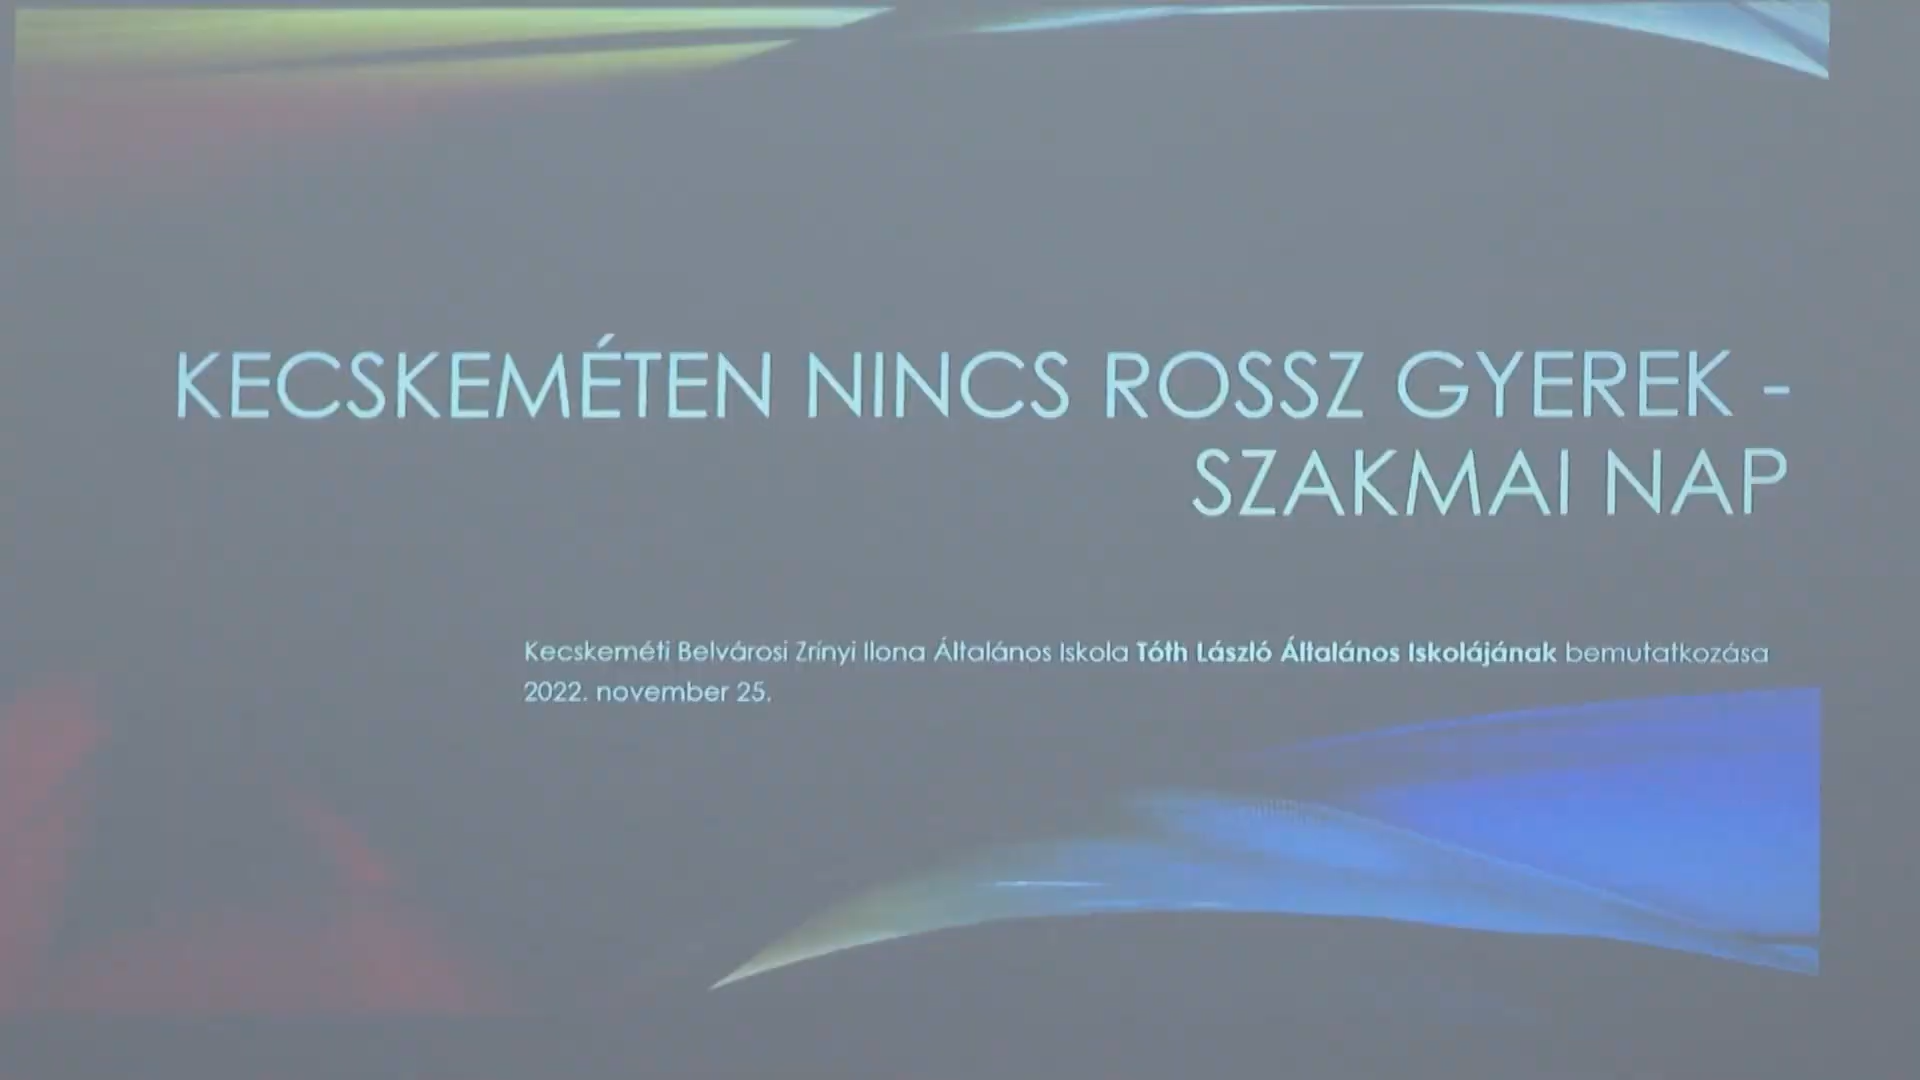 KECSKEMÉTEN NINCS ROSSZ GYEREK -
SZAKMAI NAP
Kecskeméti Belvárosi Zrínyi Ilona Általános Iskola Tóth László Általános Iskolájának bemutatkozása
2022. november 25.